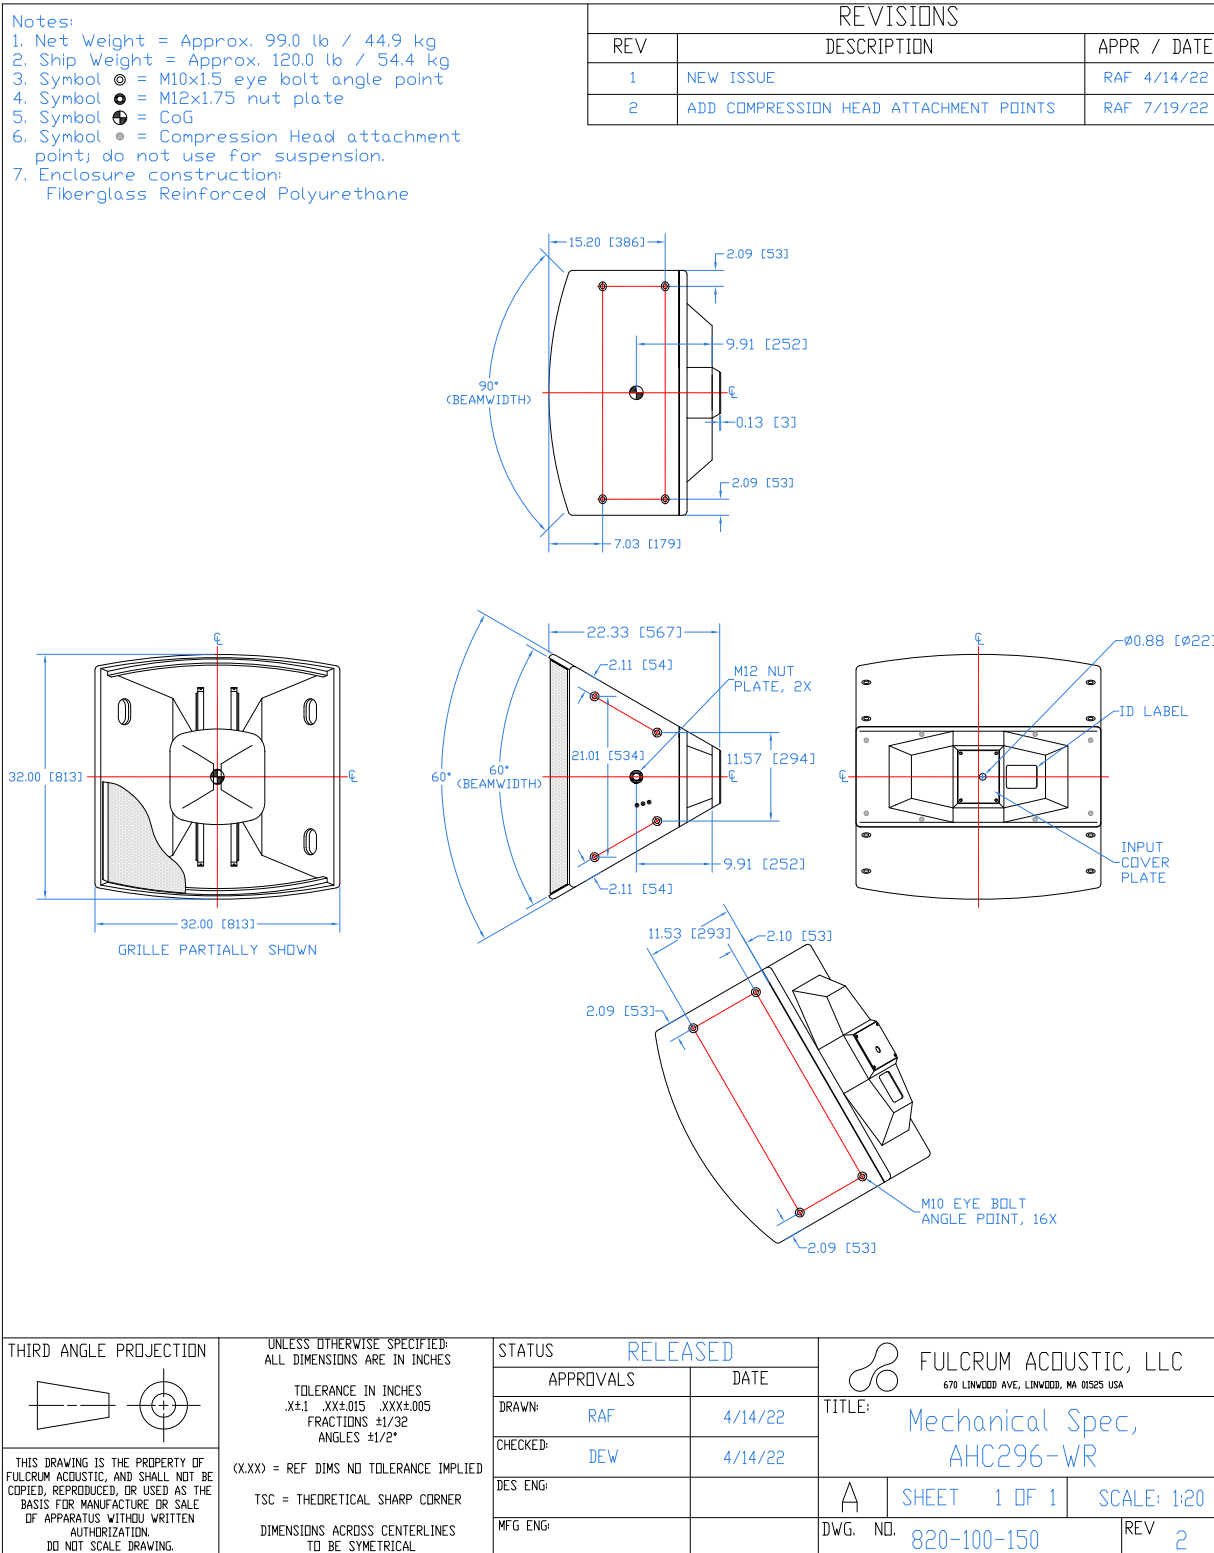 Notes:
1. Net Weight = Approx. 99.0 lb / 44.9 kg
2. Ship Weight = Approx. 120.0 lb / 54.4 kg
3. Symbol = M10x1.5 eye bolt angle point
4. Symbol = M12x1.75 nut plate
5. Symbol = CoG
6. Symbol = Compression Head attachment
point; do not use for suspension.
7. Enclosure construction:
Fiberglass Reinforced Polyurethane
REVISIONS
REV DESCRIPTION APPR / DATE
1 NEW ISSUE RAF 4/14/22
2 ADD COMPRESSION HEAD ATTACHMENT POINTS RAF 7/19/22
15.20 [386]
2.09 [53]
9.91 [252]
90°
(BEAMWIDTH)
℄
0.13 [3]
2.09 [53]
7.03 [179]
℄
32.00 [813]
℄
32.00 [813]
GRILLE PARTIALLY SHOWN
22.33 [567]
2.11 [54]
M12 NUT
PLATE, 2X
21.01 [534]
11.57 [294]
60°
60°
(BEAMWIDTH)
℄
9.91 [252]
2.11 [54]
℄
Ø0.88 [Ø22]
ID LABEL
℄
INPUT
COVER
PLATE
11.53 [293]
2.10 [53]
2.09 [53]
M10 EYE BOLT
ANGLE POINT, 16X
2.09 [53]
THIRD ANGLE PROJECTION
THIS DRAWING IS THE PROPERTY OF
FULCRUM ACOUSTIC, AND SHALL NOT BE
COPIED, REPRODUCED, OR USED AS THE
BASIS FOR MANUFACTURE OR SALE
OF APPARATUS WITHOU WRITTEN
AUTHORIZATION.
DO NOT SCALE DRAWING.
UNLESS OTHERWISE SPECIFIED:
ALL DIMENSIONS ARE IN INCHES
TOLERANCE IN INCHES
.X±.1 .XX±.015 .XXX±.005
FRACTIONS ±1/32
ANGLES ±1/2°
(X.XX) = REF DIMS NO TOLERANCE IMPLIED
TSC = THEORETICAL SHARP CORNER
DIMENSIONS ACROSS CENTERLINES
TO BE SYMETRICAL
STATUS RELEASED
APPROVALS DATE
DRAWN: RAF 4/14/22
CHECKED: DEW 4/14/22
DES ENG:
MFG ENG:
FULCRUM ACOUSTIC, LLC
670 LINWOOD AVE, LINWOOD, MA 01525 USA
TITLE:
Mechanical Spec,
AHC296-WR
A SHEET 1 OF 1 SCALE: 1:20
DWG. NO. 820-100-150 REV 2